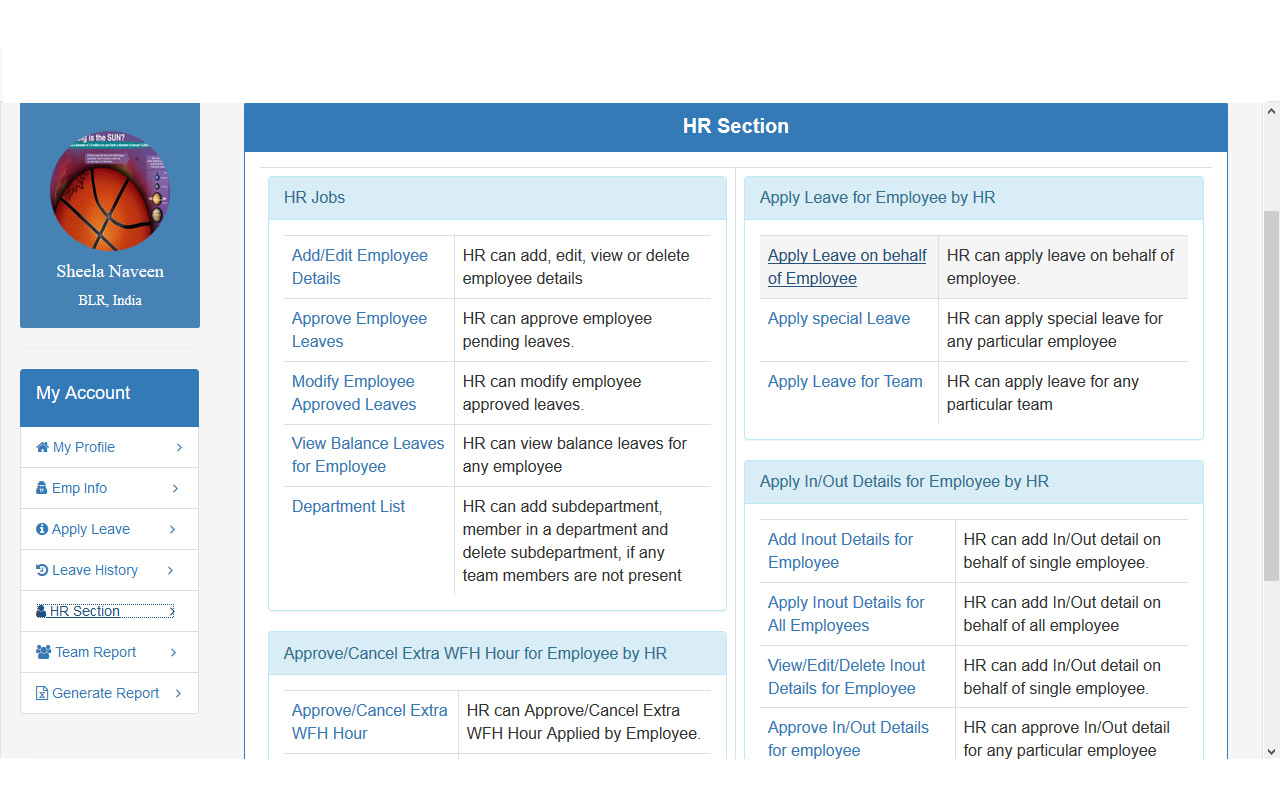 g is the SUN?
Sheela Naveen
BLR, India
My Account
My Profile
Emp Info
Apply Leave
Leave History
HR Section
Team Report
Generate Report
HR Section
HR Jobs
Add/Edit Employee
Details
HR can add, edit, view or delete
employee details
Approve Employee
Leaves
HR can approve employee
pending leaves.
Modify Employee
Approved Leaves
HR can modify employee
approved leaves.
View Balance Leaves
for Employee
HR can view balance leaves for
any employee
Department List
HR can add subdepartment,
member in a department and
delete subdepartment, if any
team members are not present
Approve/Cancel Extra WFH Hour for Employee by HR
Approve/Cancel Extra
WFH Hour
HR can Approve/Cancel Extra
WFH Hour Applied by Employee.
Apply Leave for Employee by HR
Apply Leave on behalf
of Employee
HR can apply leave on behalf of
employee.
Apply special Leave
HR can apply special leave for
any particular employee
Apply Leave for Team
HR can apply leave for any
particular team
Apply In/Out Details for Employee by HR
Add Inout Details for
Employee
HR can add In/Out detail on
behalf of single employee.
Apply Inout Details for
All Employees
HR can add In/Out detail on
behalf of all employee
View/Edit/Delete Inout
Details for Employee
HR can add In/Out detail on
behalf of single employee.
Approve In/Out Details
for employee
HR can approve In/Out detail
for any particular employee